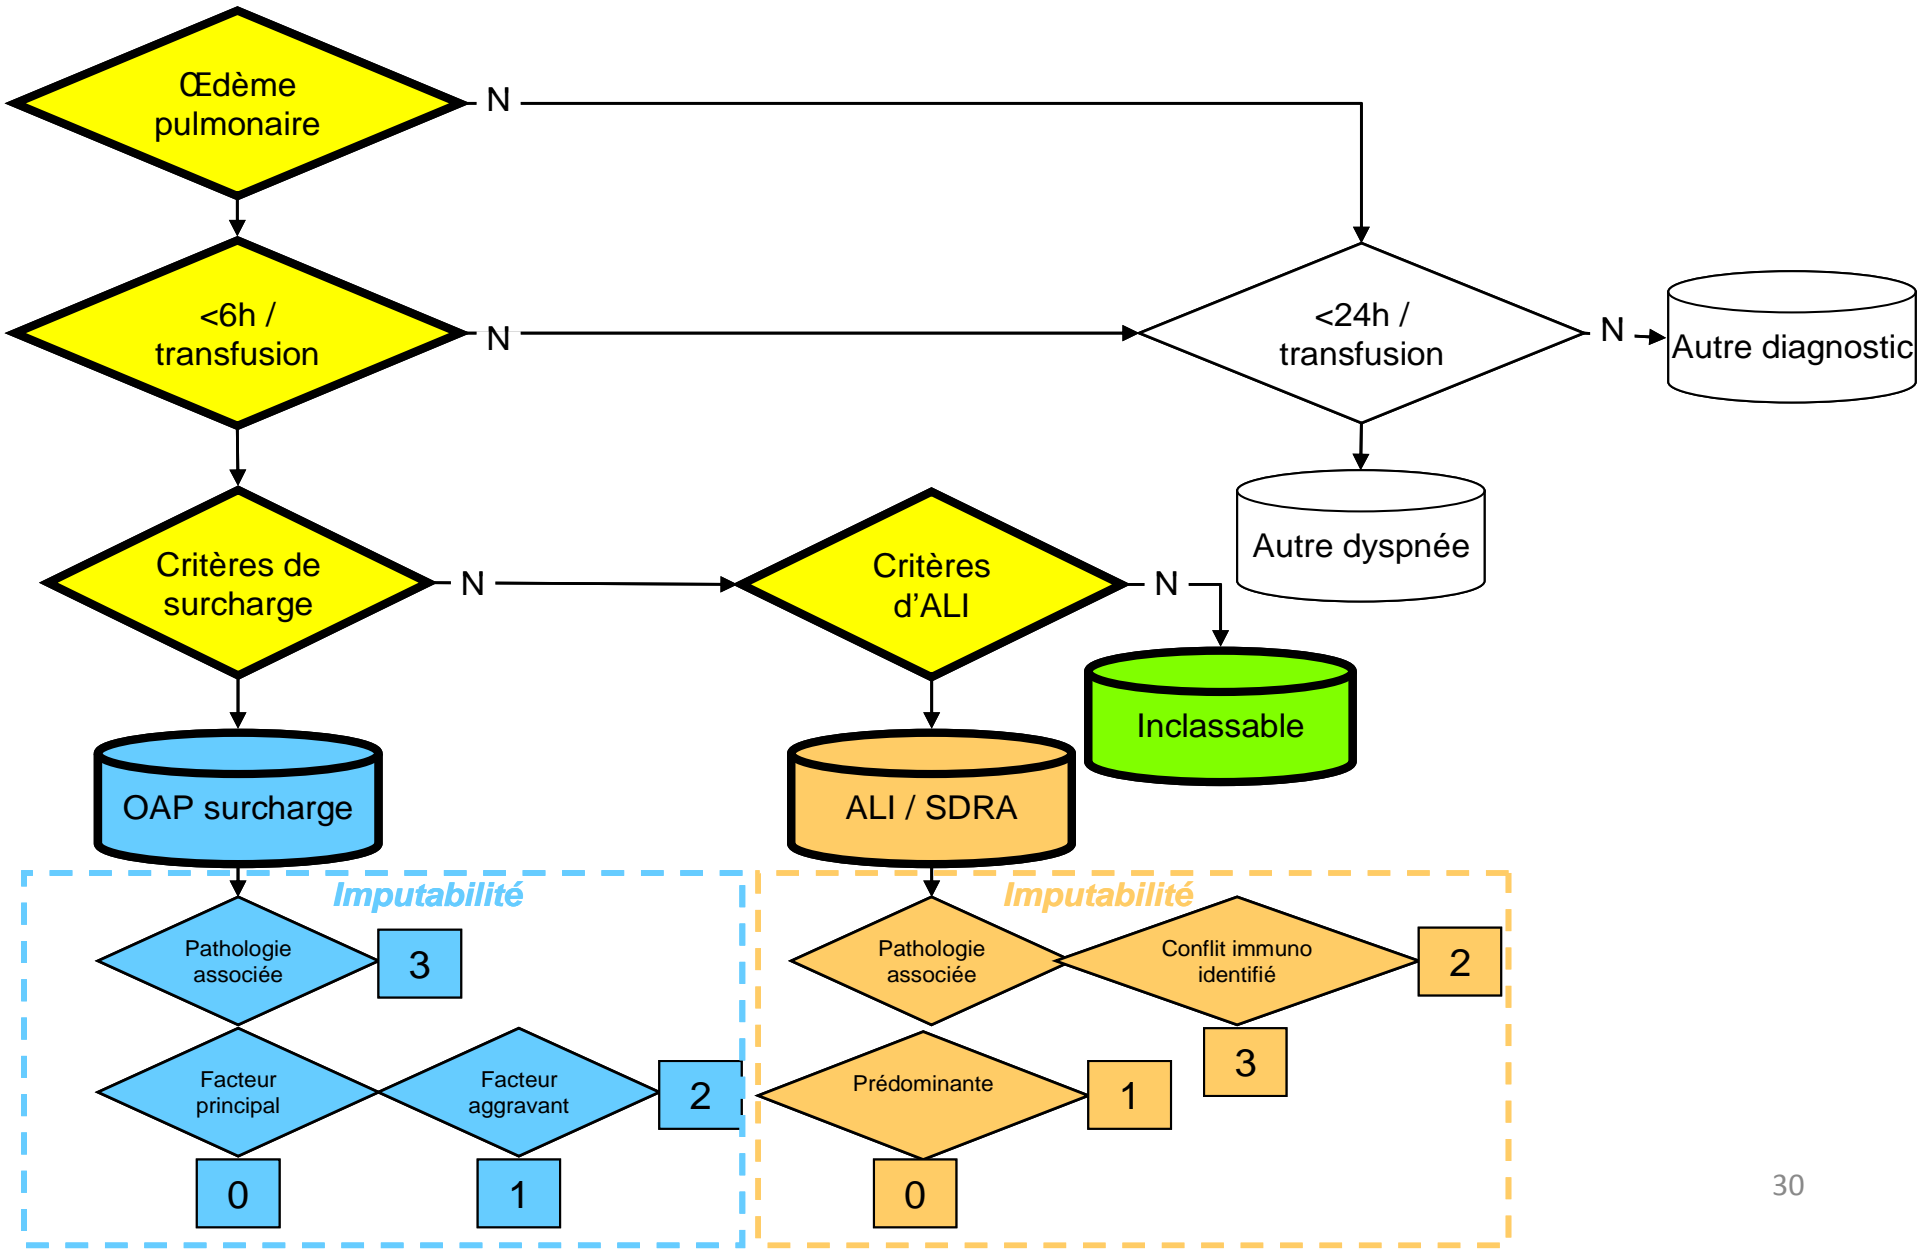 Œdème
pulmonaire
N
<6h /
transfusion
N
<24h /
transfusion
N
Autre diagnostic
Autre dyspnée
Critères de
surcharge
N
Critères
d’ALI
N
Inclassable
OAP surcharge
ALI / SDRA
Imputabilité
Pathologie
associée
3
Facteur
principal
Facteur
aggravant
2
0
1
Imputabilité
Pathologie
associée
Conflit immuno
identifié
2
3
Prédominante
1
0
30